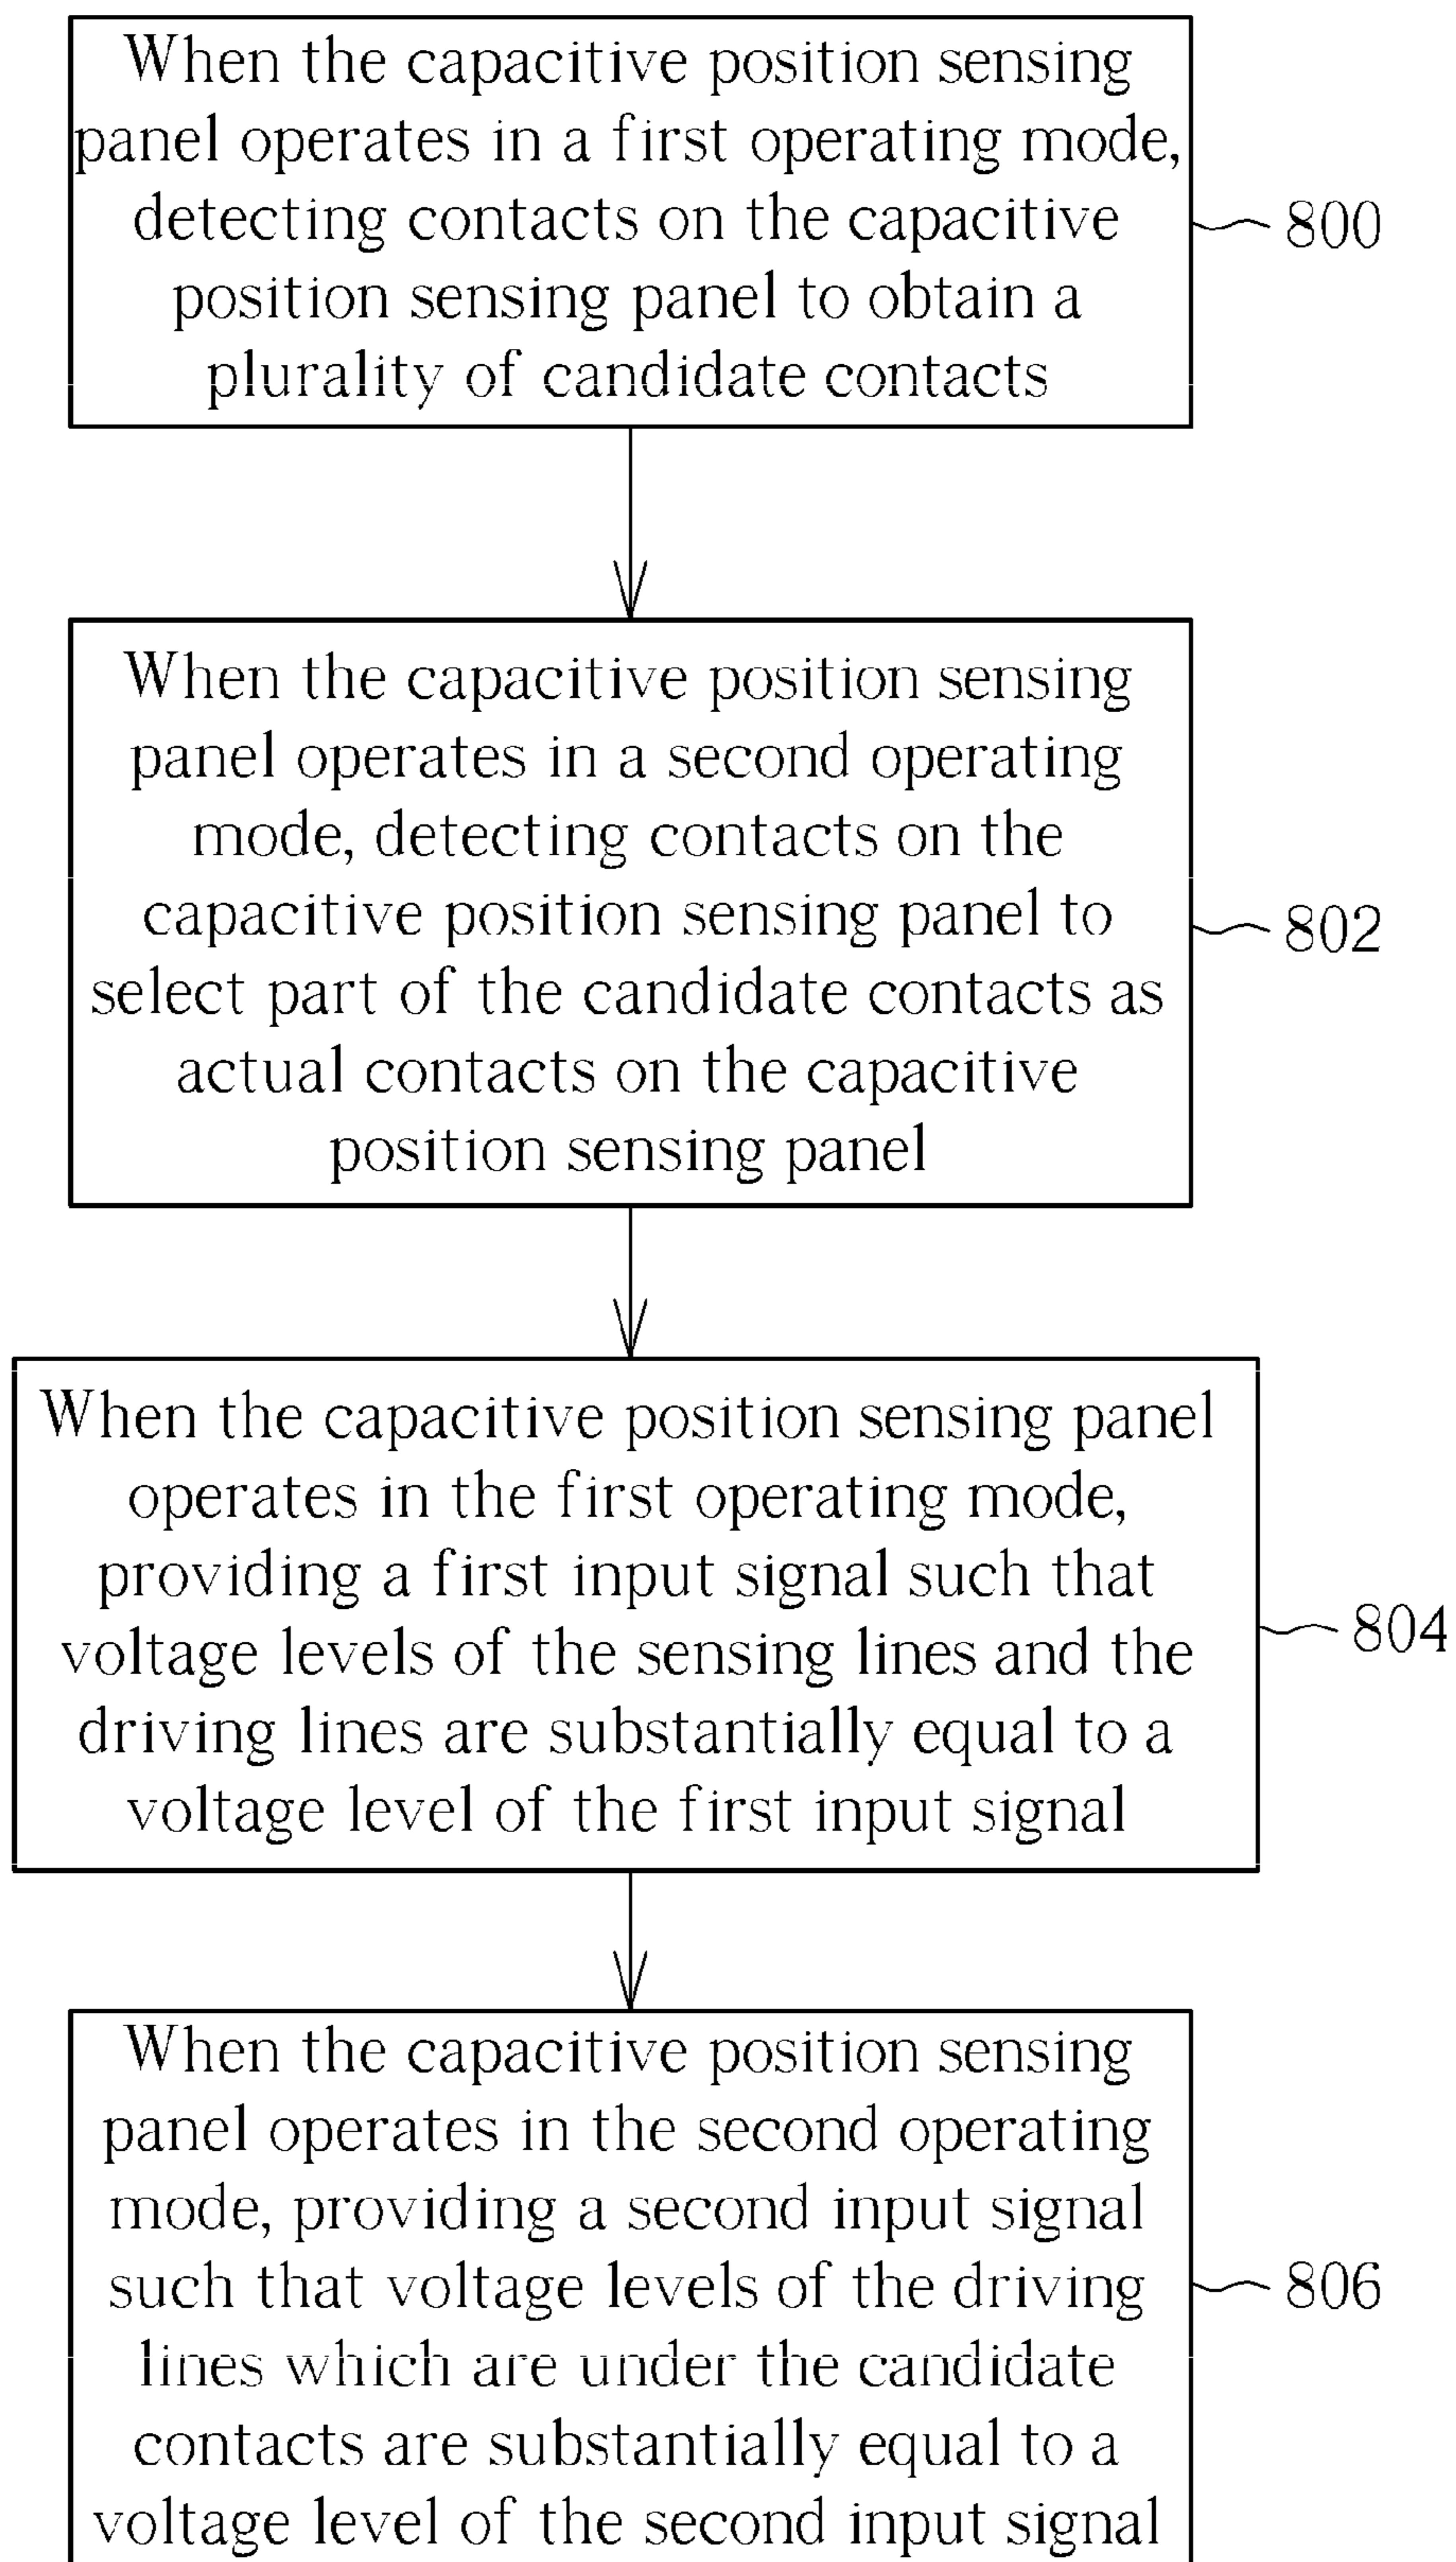 When the capacitive position sensing
panel operates in a first operating mode,
detecting contacts on the capacitive
position sensing panel to obtain a
plurality of candidate contacts
800
When the capacitive position sensing
panel operates in a second operating
mode, detecting contacts on the
capacitive position sensing panel to
select part of the candidate contacts as
actual contacts on the capacitive
position sensing panel
802
When the capacitive position sensing panel
operates in the first operating mode,
providing a first input signal such that
voltage levels of the sensing lines and the
driving lines are substantially equal to a
voltage level of the first input signal
804
When the capacitive position sensing
panel operates in the second operating
mode, providing a second input signal
such that voltage levels of the driving
lines which are under the candidate
contacts are substantially equal to a
voltage level of the second input signal
806